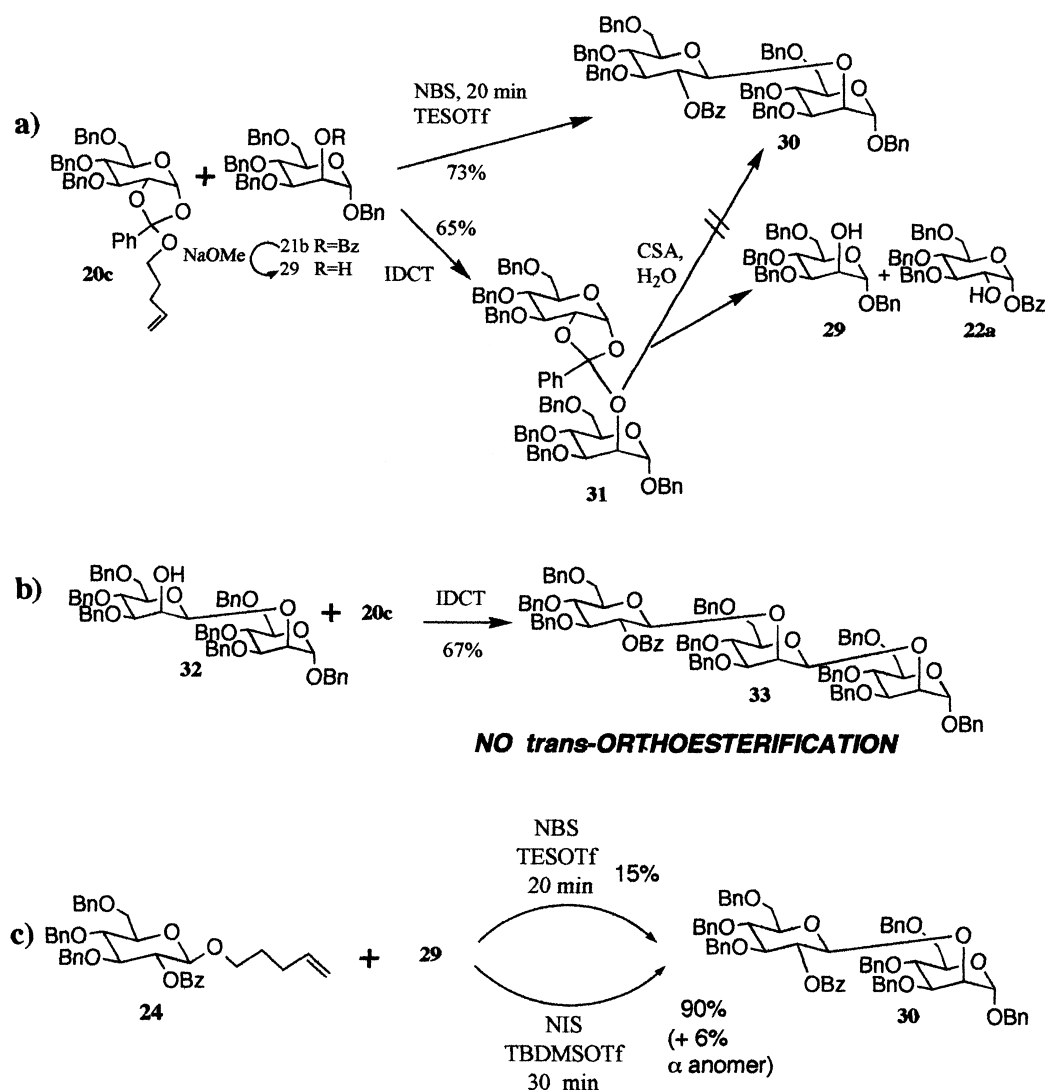 a)
BnO
BnO
BnO
O
O
O
Ph
O
20c
+
BnO
OR
BnO
BnO
O
OBn
NaOMe
21b R=Bz
29 R=H
NBS, 20 min
TESOTf
73%
65%
IDCT
BnO
BnO
BnO
O
OBz
O
BnO
BnO
BnO
O
OBn
30
BnO
BnO
BnO
O
O
O
Ph
O
BnO
BnO
BnO
O
OBn
31
CSA,
H2O
BnO
OH
BnO
BnO
O
OBn
29
+
BnO
BnO
BnO
O
HO
OBz
22a
b)
BnO
OH
BnO
BnO
O
O
BnO
BnO
BnO
O
OBn
32
+ 20c
IDCT
67%
BnO
BnO
BnO
O
OBz
O
BnO
BnO
BnO
O
O
BnO
BnO
BnO
O
OBn
33
NO trans-ORTHOESTERIFICATION
c)
BnO
BnO
BnO
O
O
OBz
24
+ 29
NBS
TESOTf
20 min
15%
NIS
TBDMSOTf
30 min
90%
(+ 6%
α anomer)
BnO
BnO
BnO
O
OBz
O
BnO
BnO
BnO
O
OBn
30